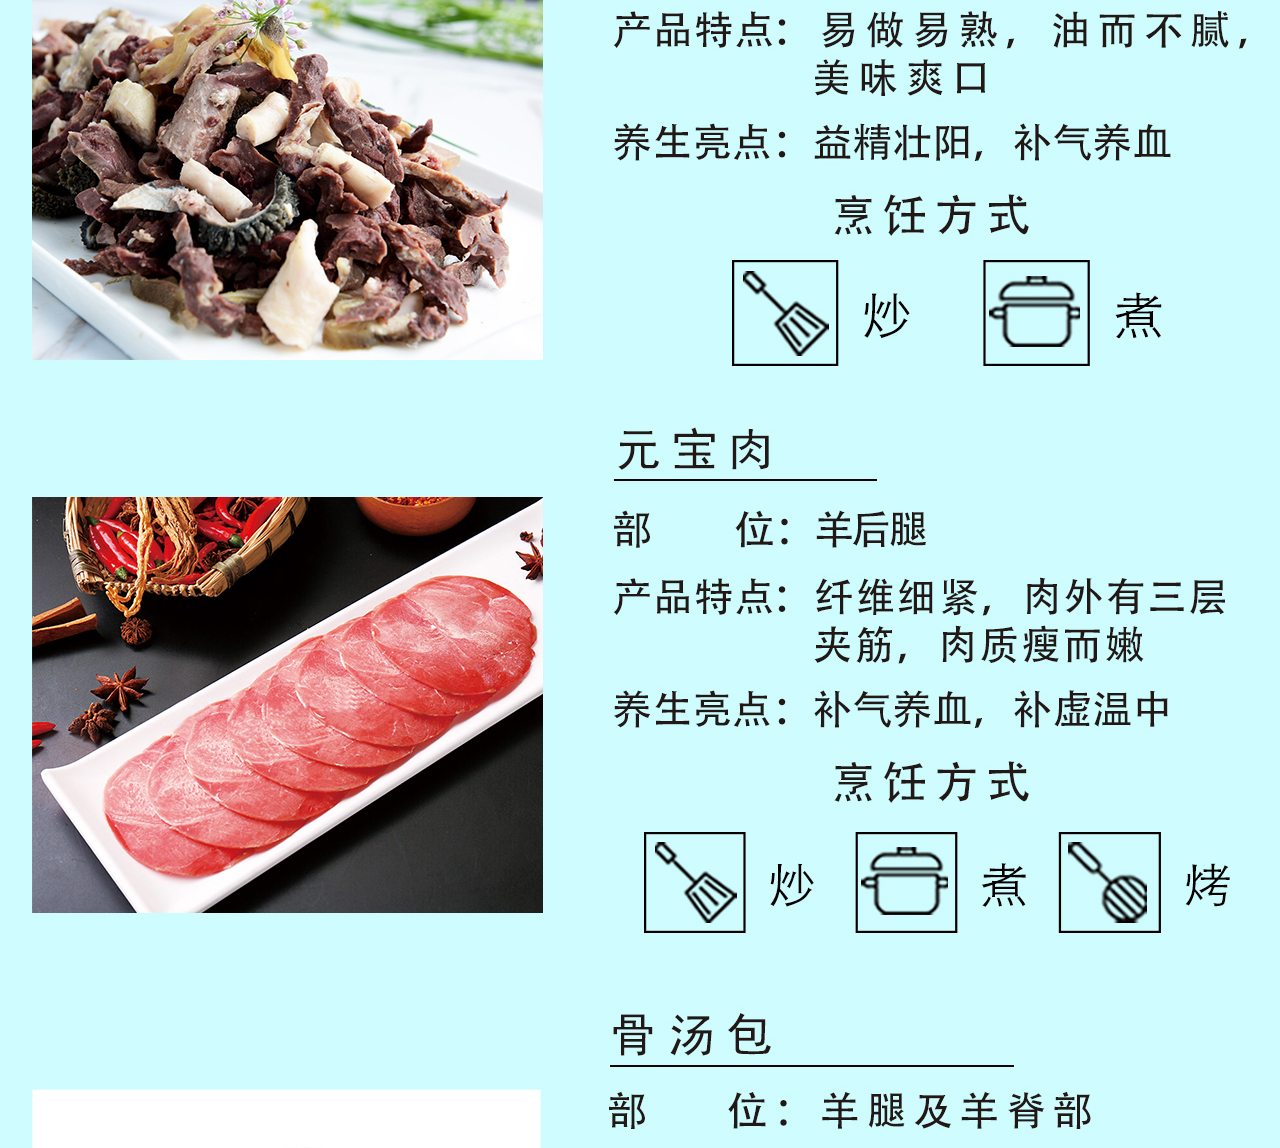 产品特点：易做易熟，油而不腻，
美味爽口
养生亮点：益精壮阳，补气养血
烹饪方式
炒 煮
元宝肉
部 位：羊后腿
产品特点：纤维细紧，肉外有三层
夹筋，肉质瘦而嫩
养生亮点：补气养血，补虚温中
烹饪方式
炒 煮 烤
骨汤包
部 位：羊腿及羊脊部